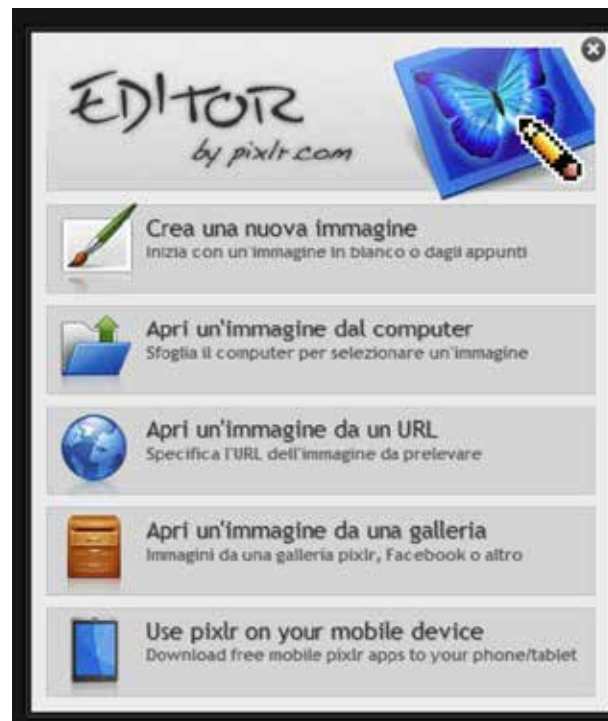 EDITOR
by pixlr.com
Crea una nuova immagine
Inizia con un'immagine in bianco o dagli appunti
Apri un'immagine dal computer
Sfoglia il computer per selezionare un'immagine
Apri un'immagine da un URL
Specifica l'URL dell'immagine da prelevare
Apri un'immagine da una galleria
Immagini da una galleria pixlr, Facebook o altro
Use pixlr on your mobile device
Download free mobile pixlr apps to your phone/tablet